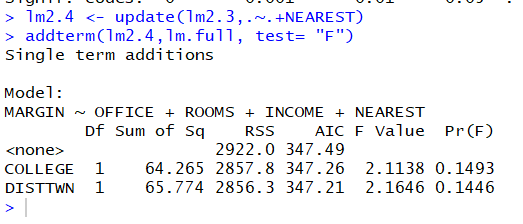 > lm2.4 <- update(lm2.3,.~.+NEAREST)
> addterm(lm2.4,lm.full, test= "F")
Single term additions
Model:
MARGIN ~ OFFICE + ROOMS + INCOME + NEAREST
Df Sum of Sq RSS AIC F Value Pr(F)
<none> 2922.0 347.49
COLLEGE 1 64.265 2857.8 347.26 2.1138 0.1493
DISTTWN 1 65.774 2856.3 347.21 2.1646 0.1446
>